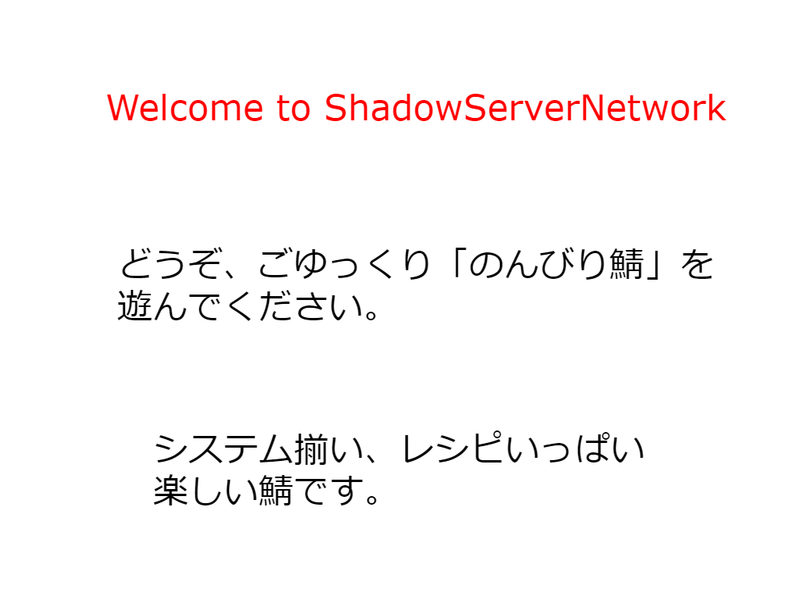 Welcome to ShadowServerNetwork
どうぞ、ごゆっくり「のんびり鯖」を
遊んでください。
システム揃い、レシピいっぱい
楽しい鯖です。